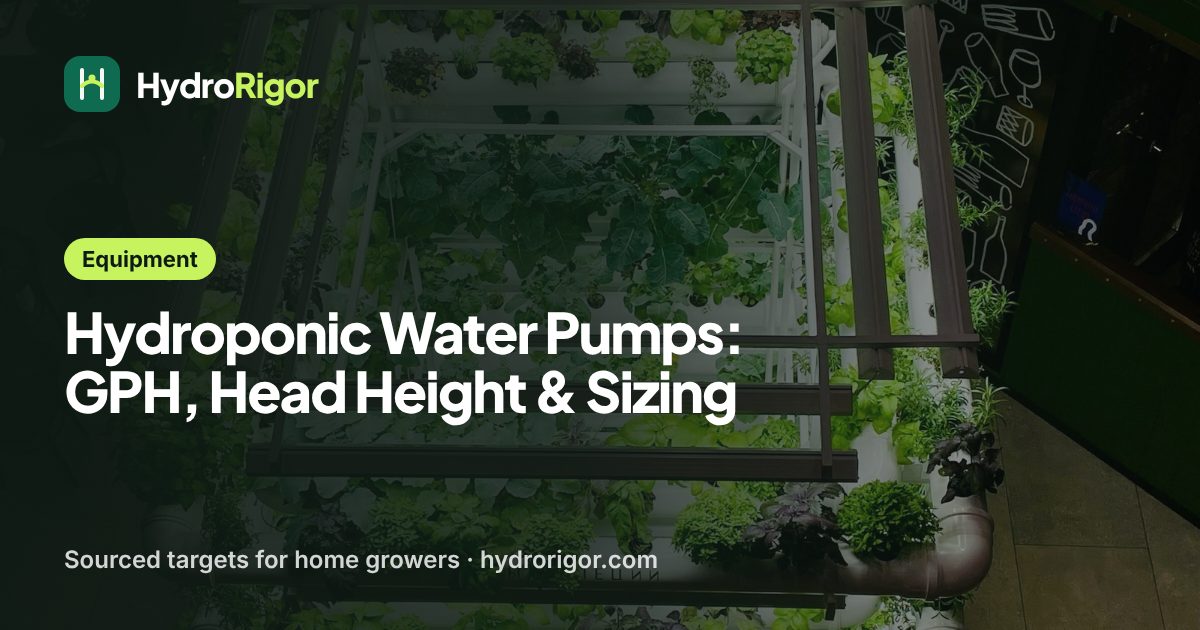 HydroRigor
Equipment
Hydroponic Water Pumps:
GPH, Head Height & Sizing
Sourced targets for home growers · hydrorigor.com